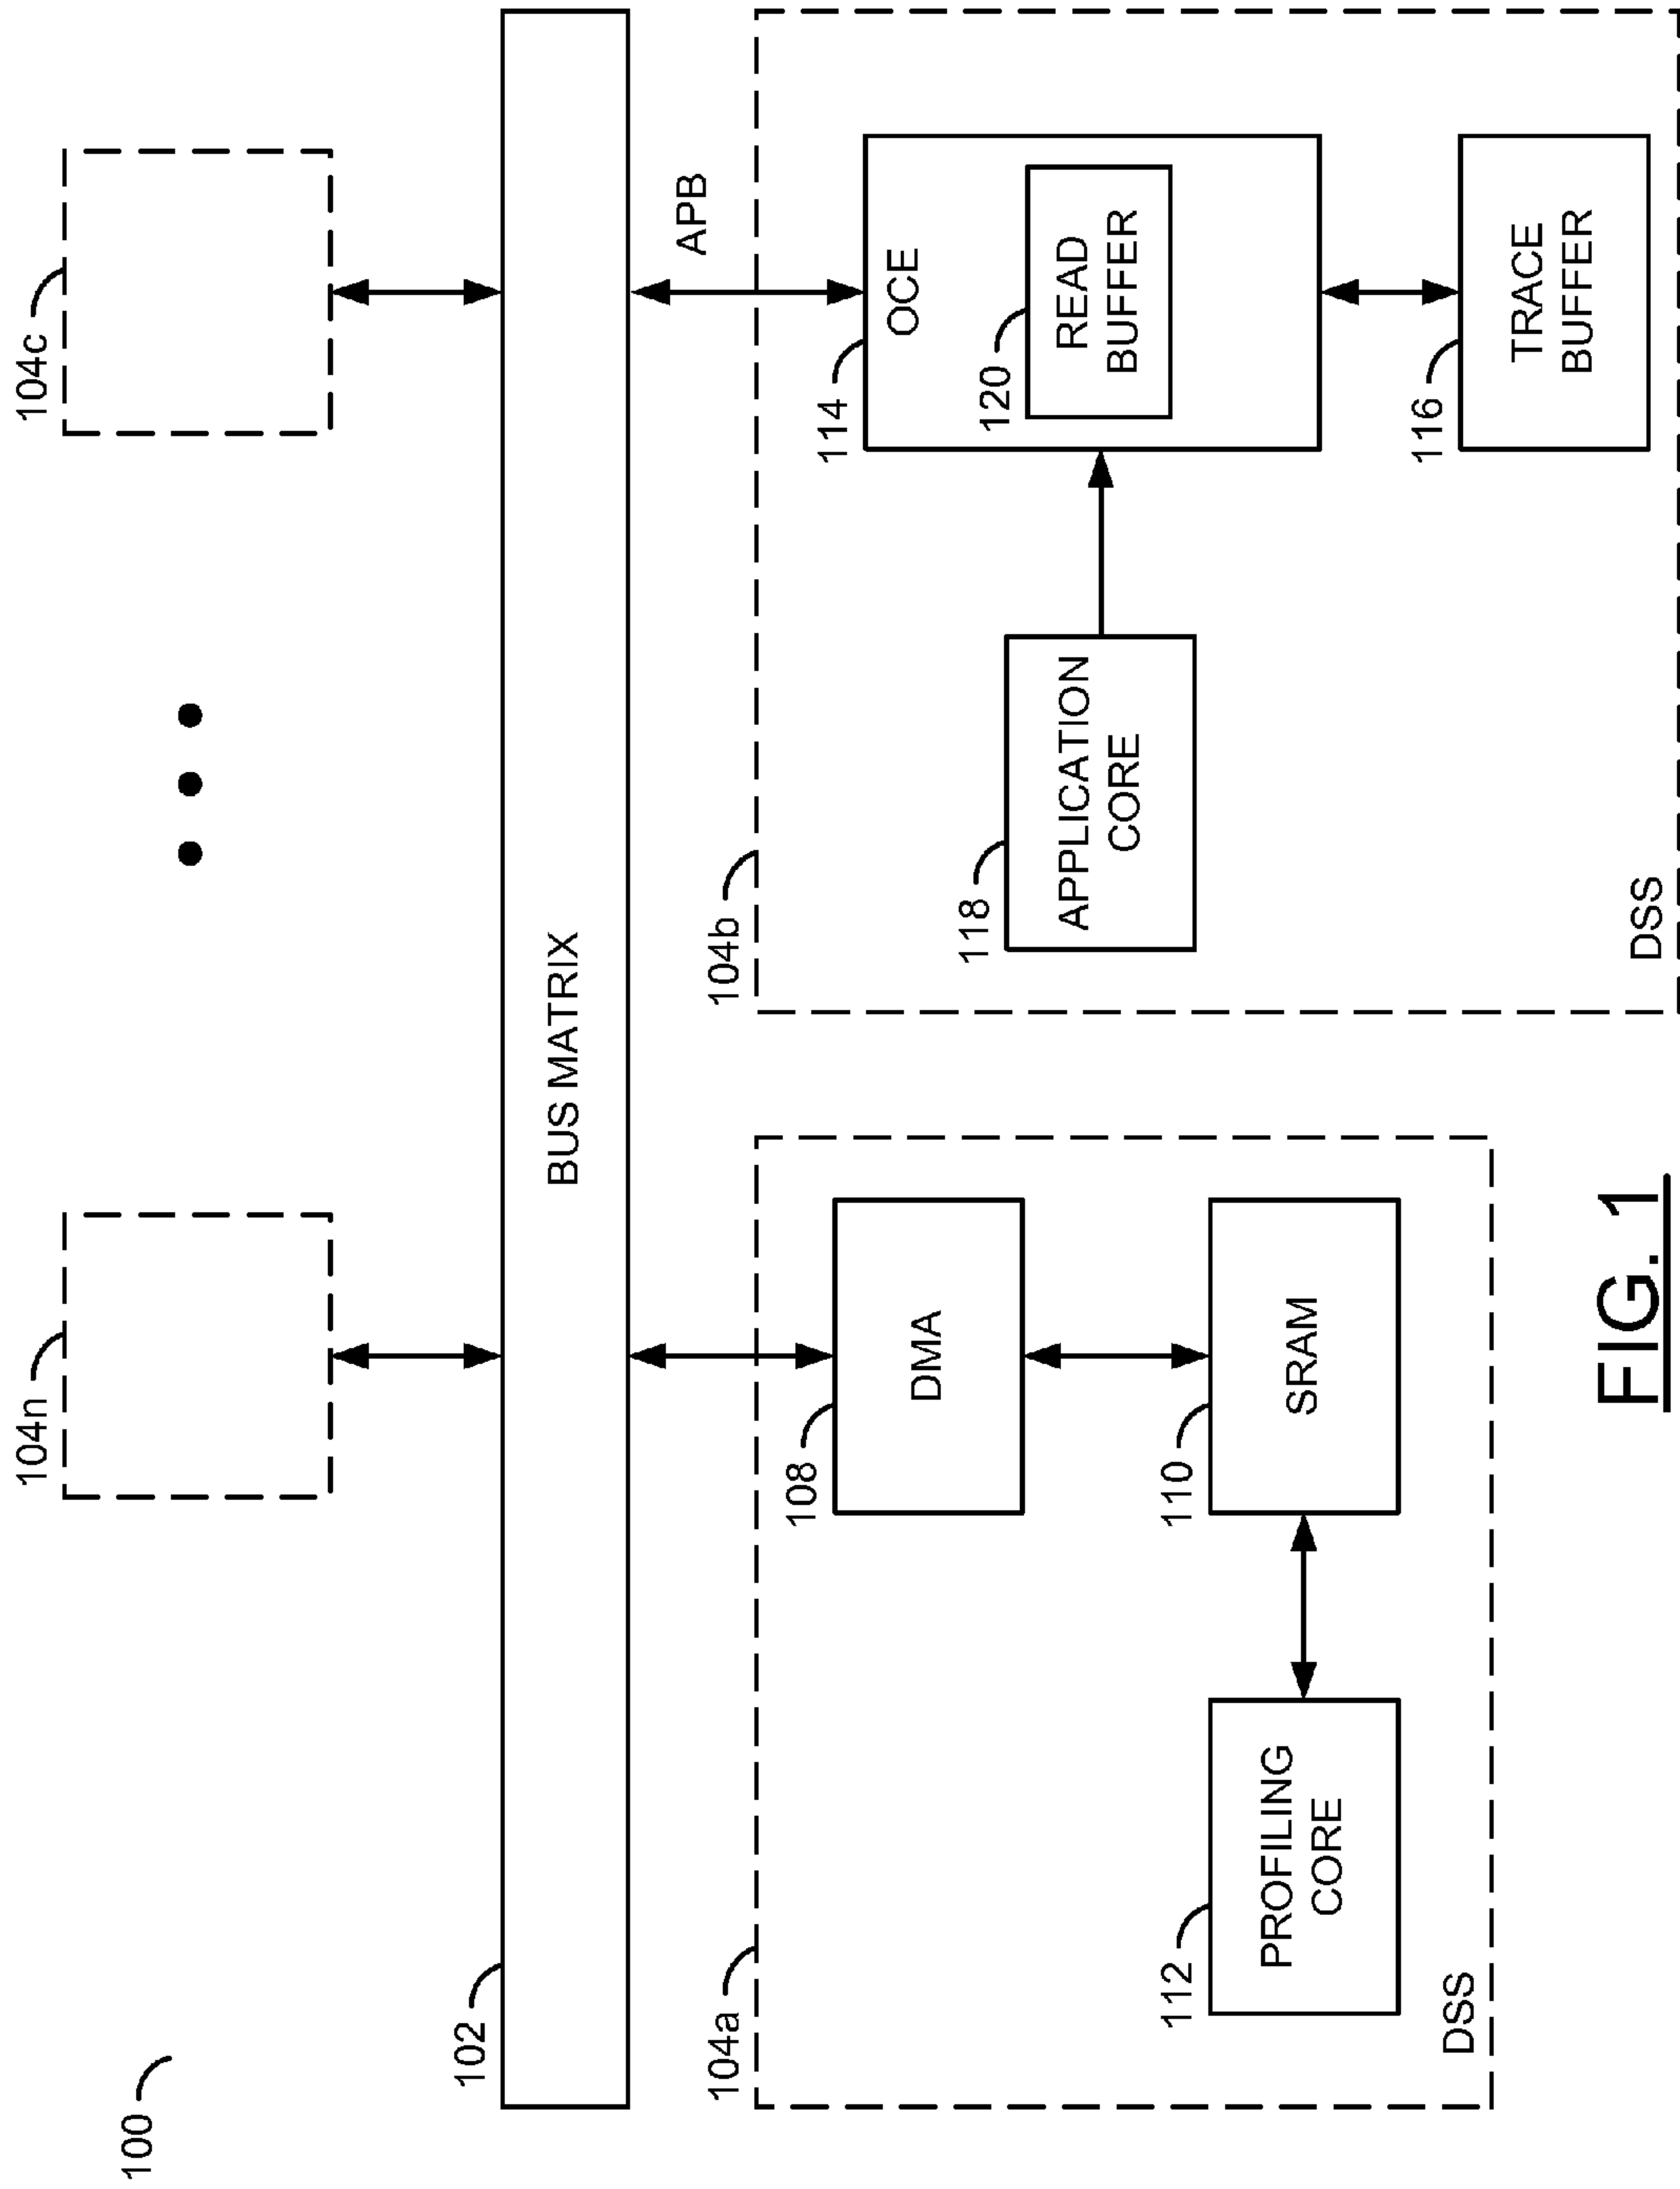 100
104n
104c
102
BUS MATRIX
APB
104a
104b
108
DMA
114
OCE
120
READ
BUFFER
118
APPLICATION
CORE
112
PROFILING
CORE
110
SRAM
116
TRACE
BUFFER
DSS
DSS
FIG. 1